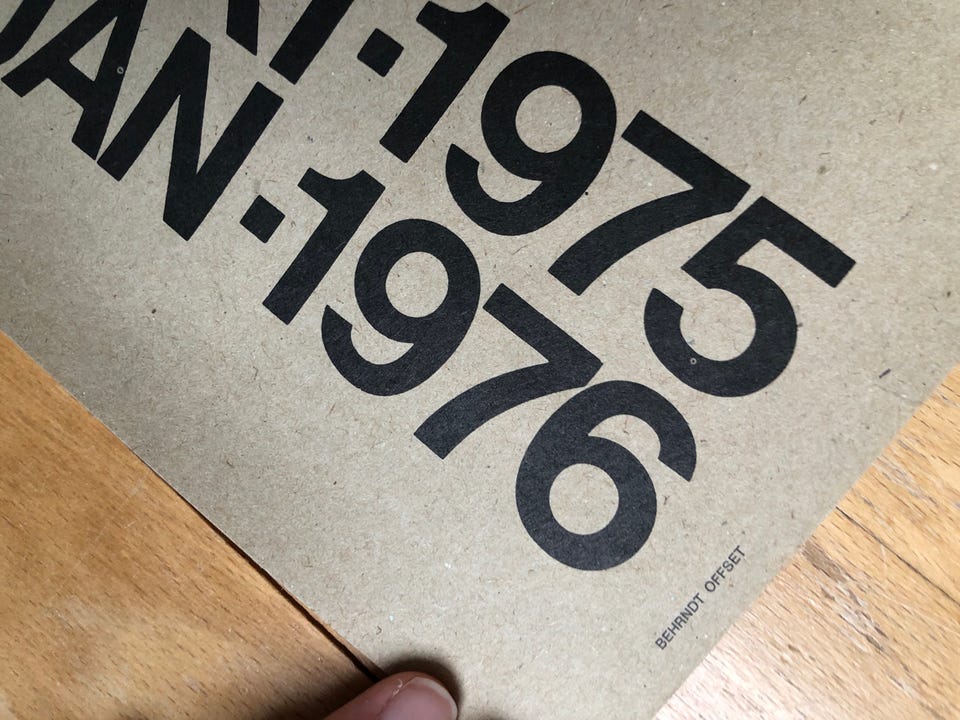 ·1975
JAN·1976
BEHRNDT OFFSET